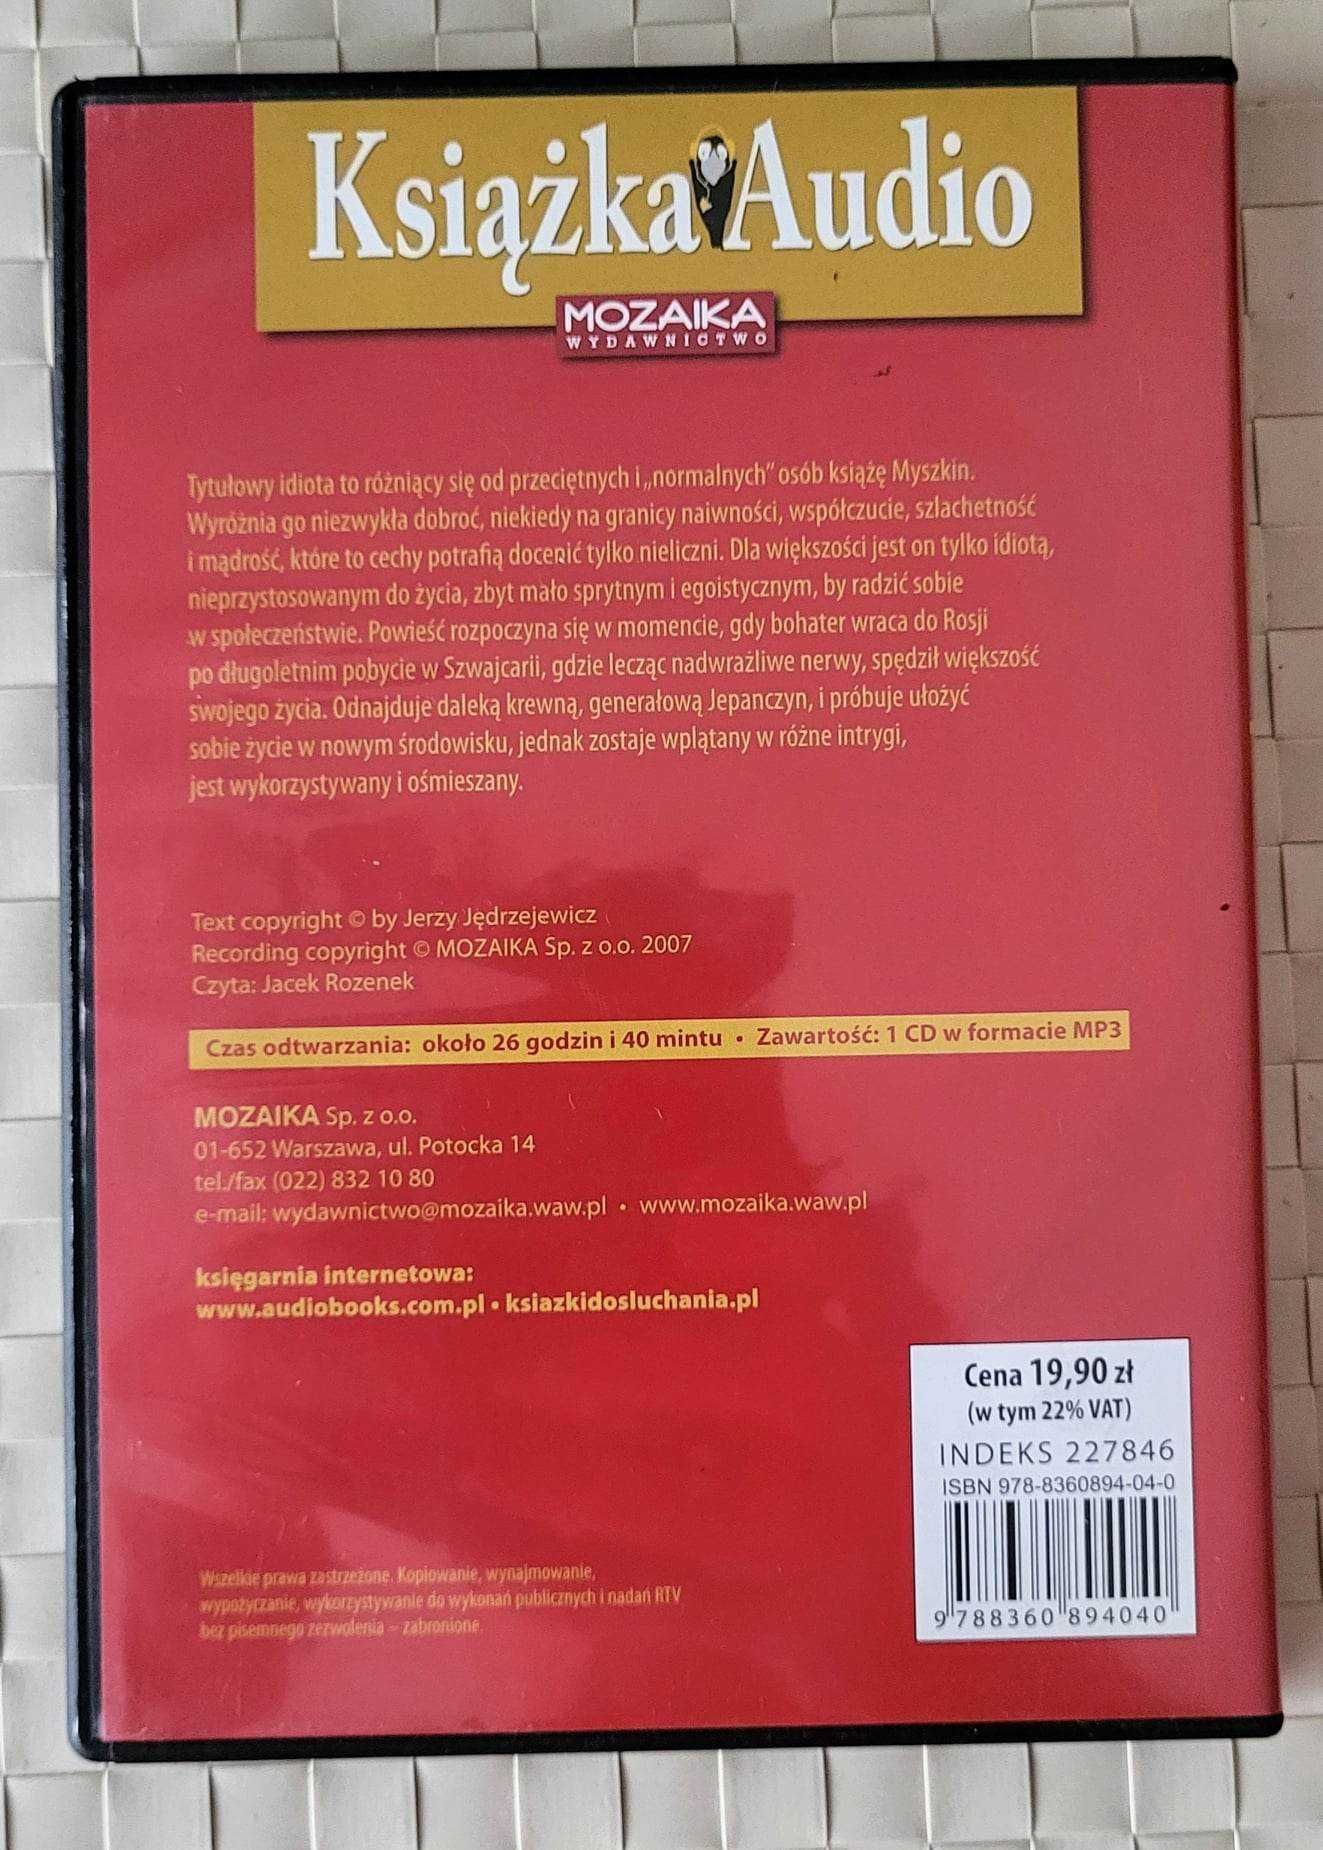 Książka Audio
MOZAIKA
WYDAWNICTWO
Tytułowy idiota to różniący się od przeciętnych i „normalnych” osób książę Myszkin.
Wyróżnia go niezwykła dobroć, niekiedy na granicy naiwności, współczucie, szlachetność
i mądrość, które to cechy potrafią docenić tylko nieliczni. Dla większości jest on tylko idiotą,
nieprzystosowanym do życia, zbyt mało sprytnym i egoistycznym, by radzić sobie
w społeczeństwie. Powieść rozpoczyna się w momencie, gdy bohater wraca do Rosji
po długoletnim pobycie w Szwajcarii, gdzie lecząc nadwrażliwe nerwy, spędził większość
swojego życia. Odnajduje daleką krewną, generałową Jepanczyn, i próbuje ułożyć
sobie życie w nowym środowisku, jednak zostaje wplątany w różne intrygi,
jest wykorzystywany i ośmieszany.
Text copyright © by Jerzy Jędrzejewicz
Recording copyright © MOZAIKA Sp. z o.o. 2007
Czyta: Jacek Rozenek
Czas odtwarzania: około 26 godzin i 40 mintu • Zawartość: 1 CD w formacie MP3
MOZAIKA Sp. z o.o.
01-652 Warszawa, ul. Potocka 14
tel./fax (022) 832 10 80
e-mail: wydawnictwo@mozaika.waw.pl • www.mozaika.waw.pl
księgarnia internetowa:
www.audiobooks.com.pl • ksiazkidosluchania.pl
Cena 19,90 zł
(w tym 22% VAT)
INDEKS 227846
ISBN 978-8360894-04-0
9 788360 894040
Wszelkie prawa zastrzeżone. Kopiowanie, wynajmowanie,
wypożyczanie, wykorzystywanie do wykonań publicznych i nadań RTV
bez pisemnego zezwolenia – zabronione.